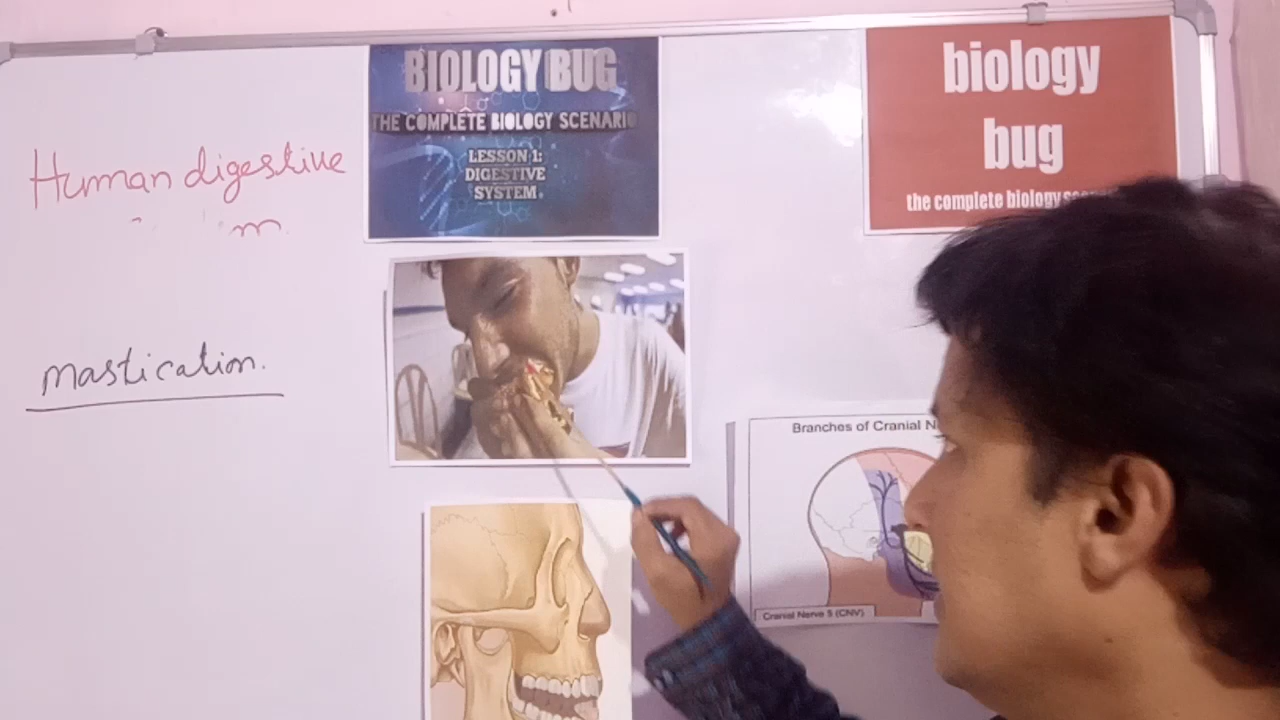 Human digestive
mastication.
BIOLOGY BUG
THE COMPLETE BIOLOGY SCENARIO
LESSON 1:
DIGESTIVE
SYSTEM
biology
bug
the complete biology
Branches of Cranial
Cranial Nerve 5 (CNV)